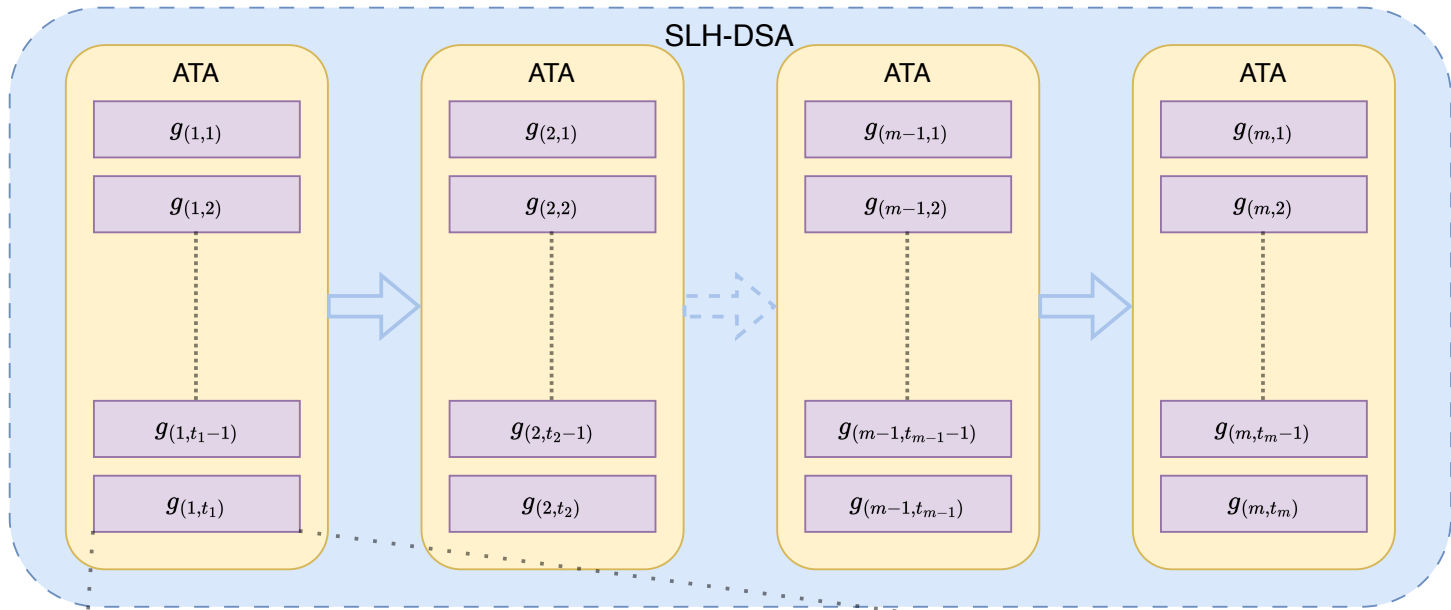 SLH-DSA
ATA ATA ATA ATA
g(1,1) g(2,1) g(m−1,1) g(m,1)
g(1,2) g(2,2) g(m−1,2) g(m,2)
g(1,t₁−1) g(2,t₂−1) g(m−1,tₘ₋₁−1) g(m,tₘ−1)
g(1,t₁) g(2,t₂) g(m−1,tₘ₋₁) g(m,tₘ)